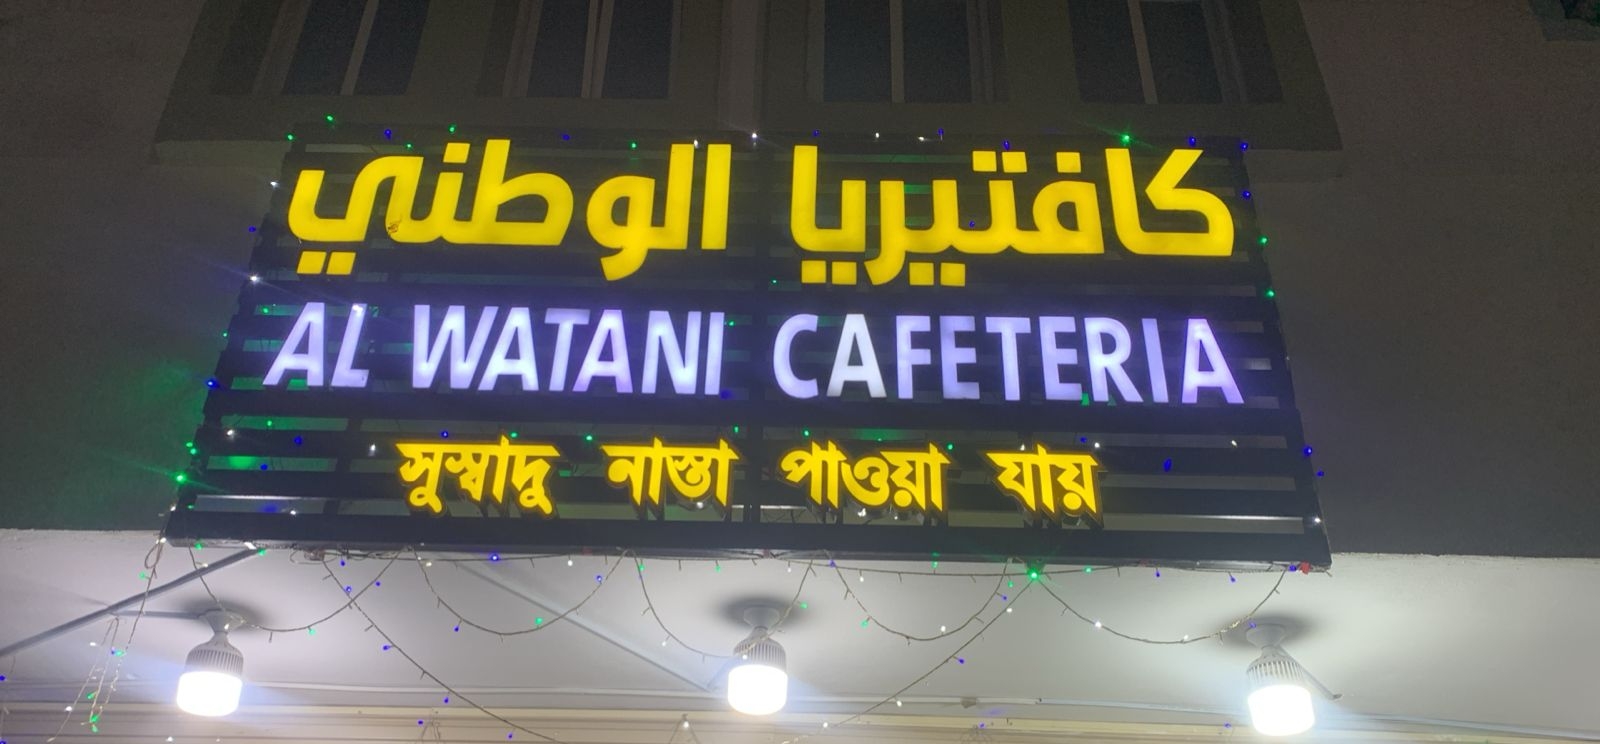 كافتيريا الوطني
AL WATANI CAFETERIA
সুস্বাদু নাস্তা পাওয়া যায়